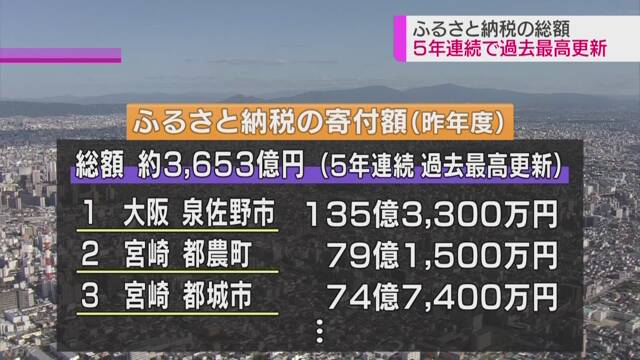 ふるさと納税の総額
5年連続で過去最高更新
ふるさと納税の寄付額(昨年度)
総額 約3,653億円 (5年連続 過去最高更新)
1 大阪 泉佐野市 135億3,300万円
2 宮崎 都農町 79億1,500万円
3 宮崎 都城市 74億7,400万円
⋮